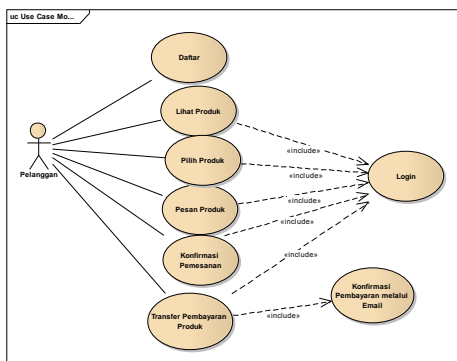 uc Use Case Mo...
Daftar
Lihat Produk
«include»
Pilih Produk
«include»
Pelanggan
Login
«include»
Pesan Produk
«include»
Konfirmasi
Pemesanan
«include»
Konfirmasi
Pembayaran melalui
Email
Transfer Pembayaran
Produk
«include»